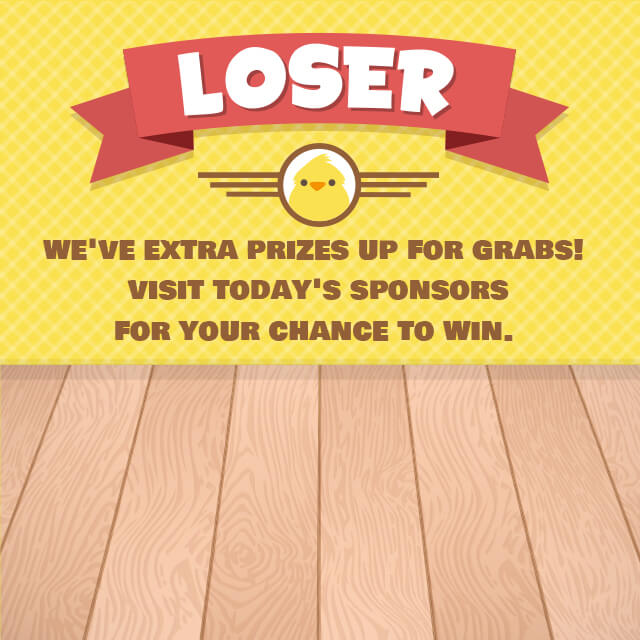 LOSER
WE'VE EXTRA PRIZES UP FOR GRABS!
VISIT TODAY'S SPONSORS
FOR YOUR CHANCE TO WIN.